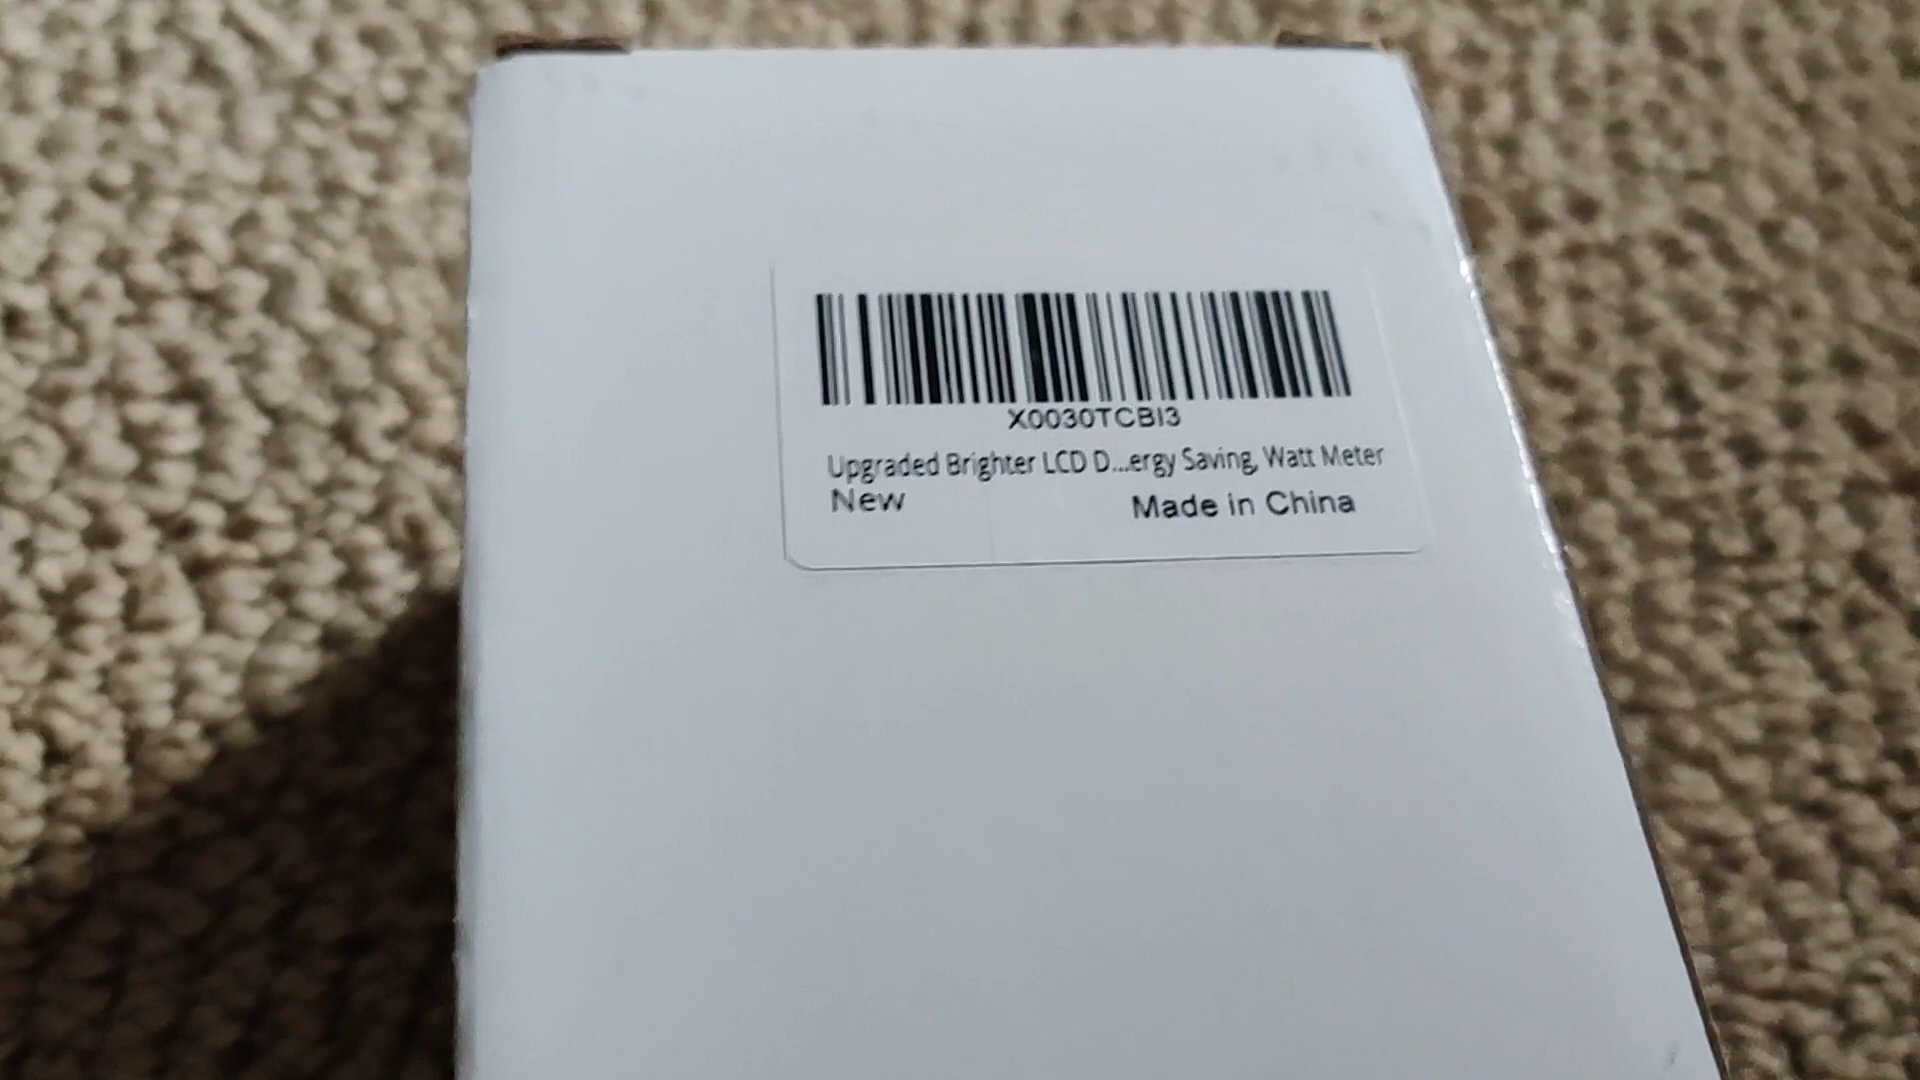 X0030TCBI3
Upgraded Brighter LCD D...ergy Saving, Watt Meter
New Made in China